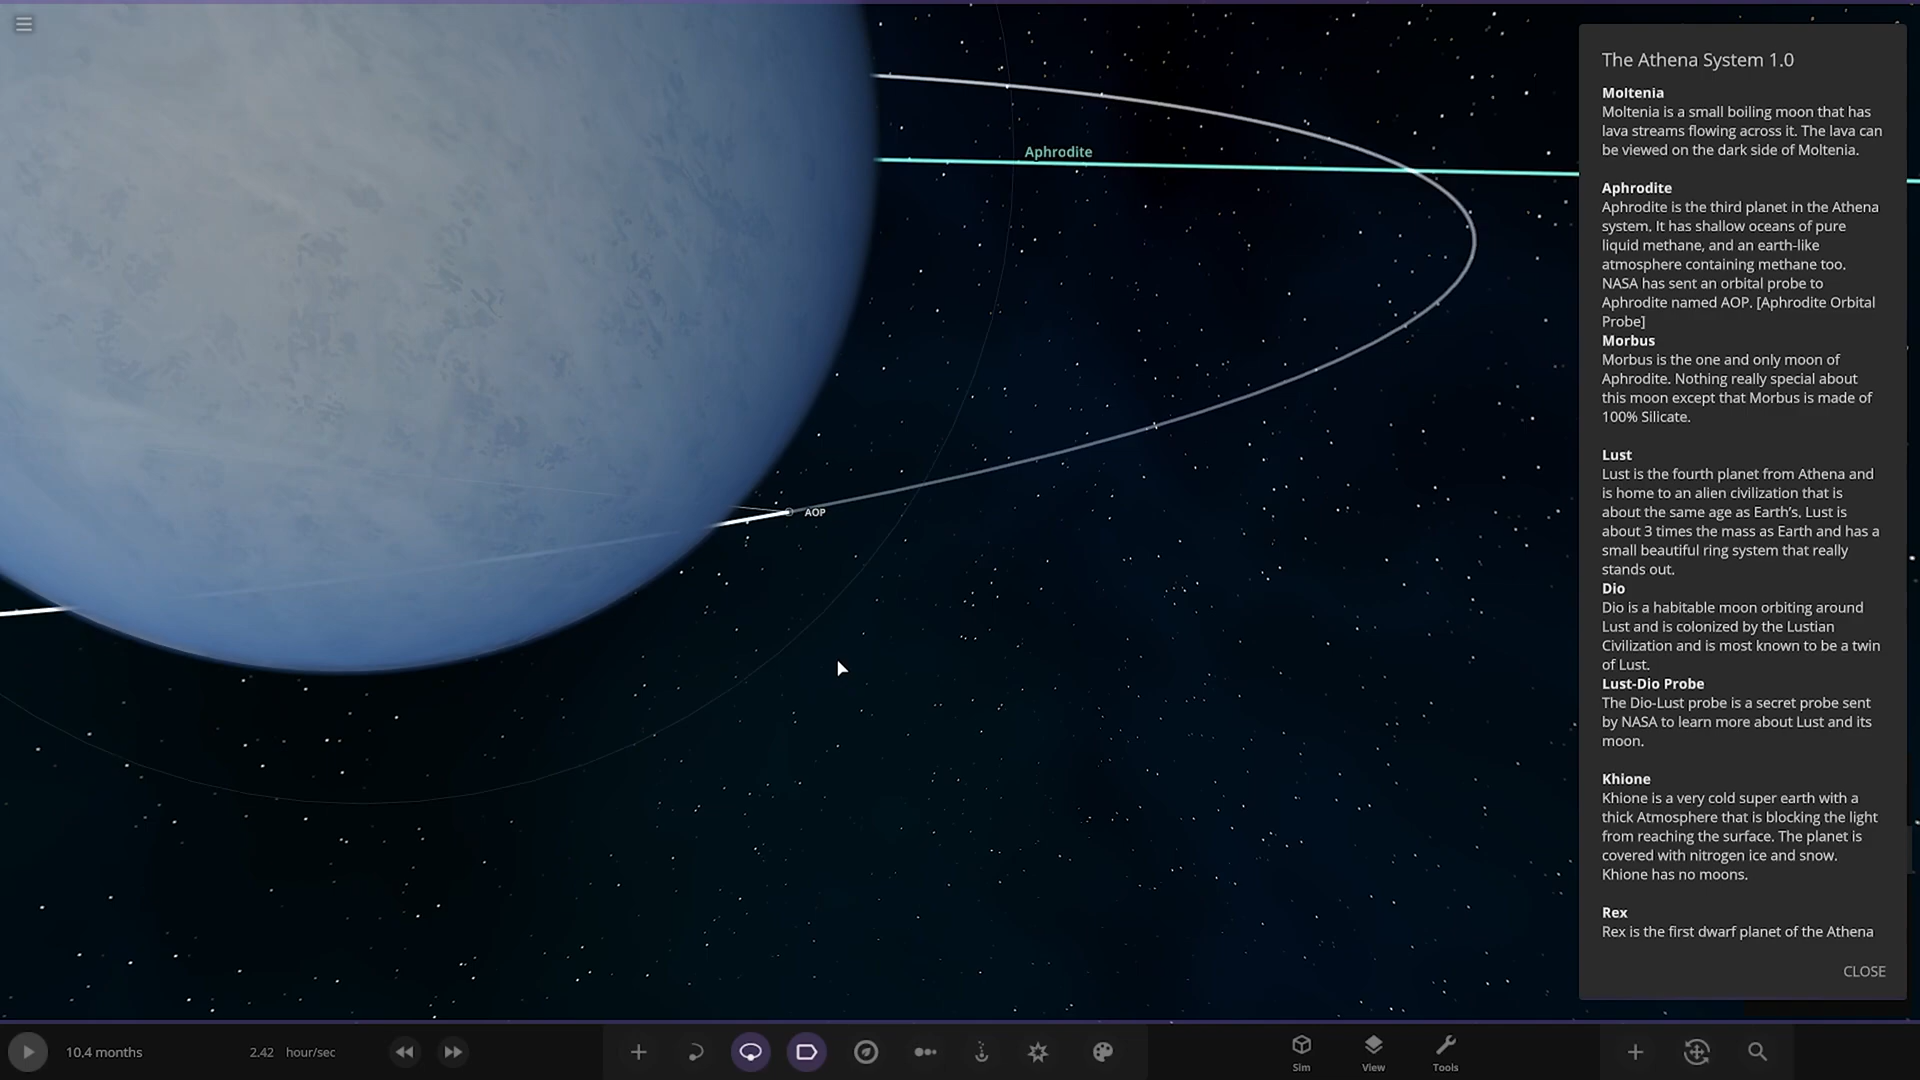 The Athena System 1.0
Moltenia
Moltenia is a small boiling moon that has
lava streams flowing across it. The lava can
be viewed on the dark side of Moltenia.
Aphrodite
Aphrodite
Aphrodite is the third planet in the Athena
system. It has shallow oceans of pure
liquid methane, and an earth-like
atmosphere containing methane too.
NASA has sent an orbital probe to
Aphrodite named AOP. [Aphrodite Orbital
Probe]
Morbus
Morbus is the one and only moon of
Aphrodite. Nothing really special about
this moon except that Morbus is made of
100% Silicate.
Lust
Lust is the fourth planet from Athena and
is home to an alien civilization that is
about the same age as Earth's. Lust is
about 3 times the mass as Earth and has a
small beautiful ring system that really
stands out.
AOP
Dio
Dio is a habitable moon orbiting around
Lust and is colonized by the Lustian
Civilization and is most known to be a twin
of Lust.
Lust-Dio Probe
The Dio-Lust probe is a secret probe sent
by NASA to learn more about Lust and its
moon.
Khione
Khione is a very cold super earth with a
thick Atmosphere that is blocking the light
from reaching the surface. The planet is
covered with nitrogen ice and snow.
Khione has no moons.
Rex
Rex is the first dwarf planet of the Athena
CLOSE
10.4 months
2.42 hour/sec
Sim
View
Tools